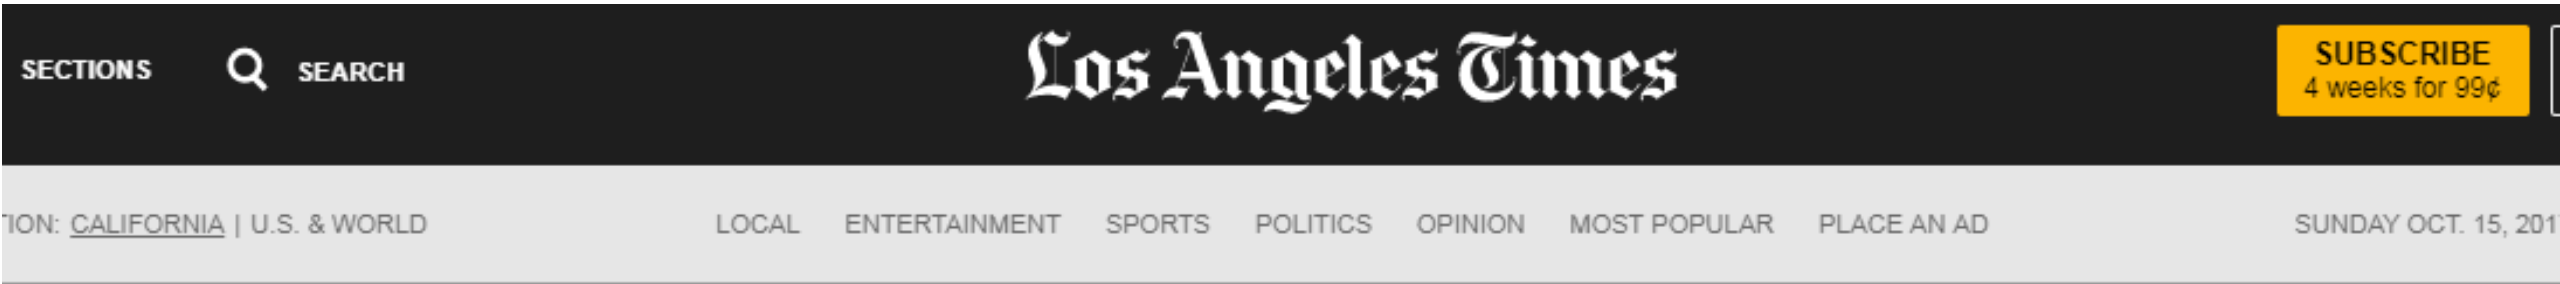 SECTIONS SEARCH Los Angeles Times SUBSCRIBE
4 weeks for 99¢
CALIFORNIA | U.S. & WORLD LOCAL ENTERTAINMENT SPORTS POLITICS OPINION MOST POPULAR PLACE AN AD SUNDAY OCT. 15,